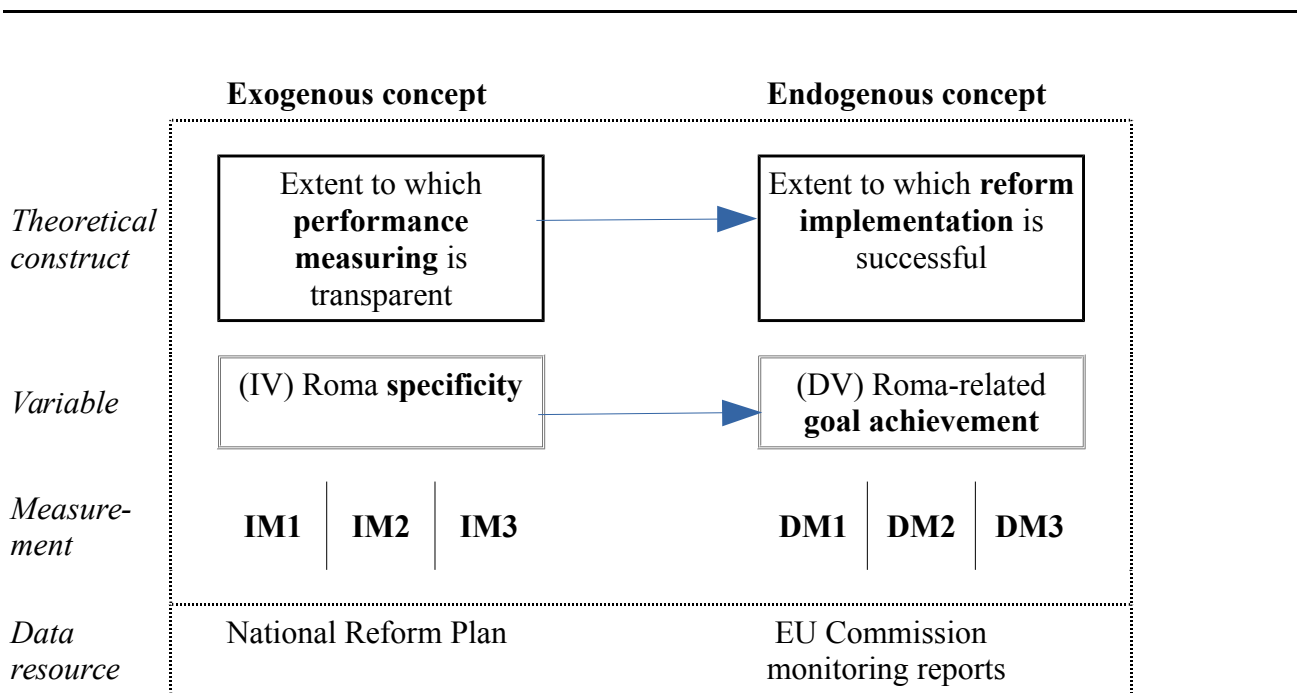 Exogenous concept
Endogenous concept
Theoretical
construct
Extent to which
performance
measuring is
transparent
Extent to which reform
implementation is
successful
Variable
(IV) Roma specificity
(DV) Roma-related
goal achievement
Measure-
ment
IM1 IM2 IM3
DM1 DM2 DM3
Data
resource
National Reform Plan
EU Commission
monitoring reports